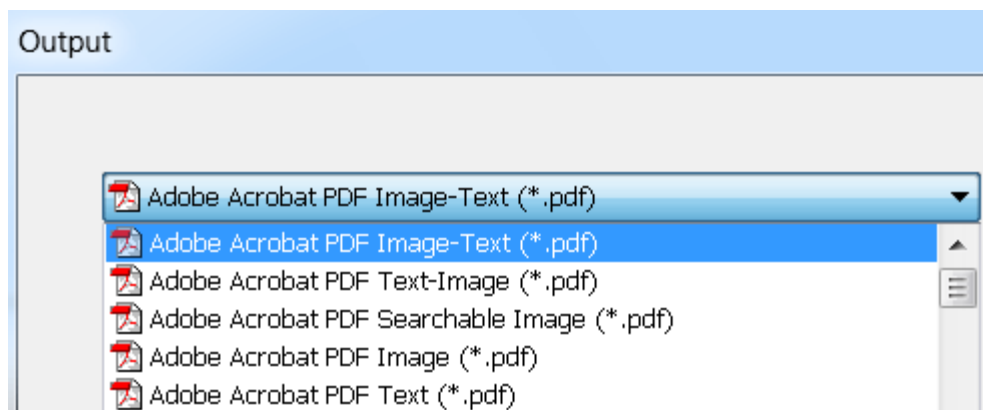 Output
Adobe Acrobat PDF Image-Text (*.pdf)
Adobe Acrobat PDF Image-Text (*.pdf)
Adobe Acrobat PDF Text-Image (*.pdf)
Adobe Acrobat PDF Searchable Image (*.pdf)
Adobe Acrobat PDF Image (*.pdf)
Adobe Acrobat PDF Text (*.pdf)